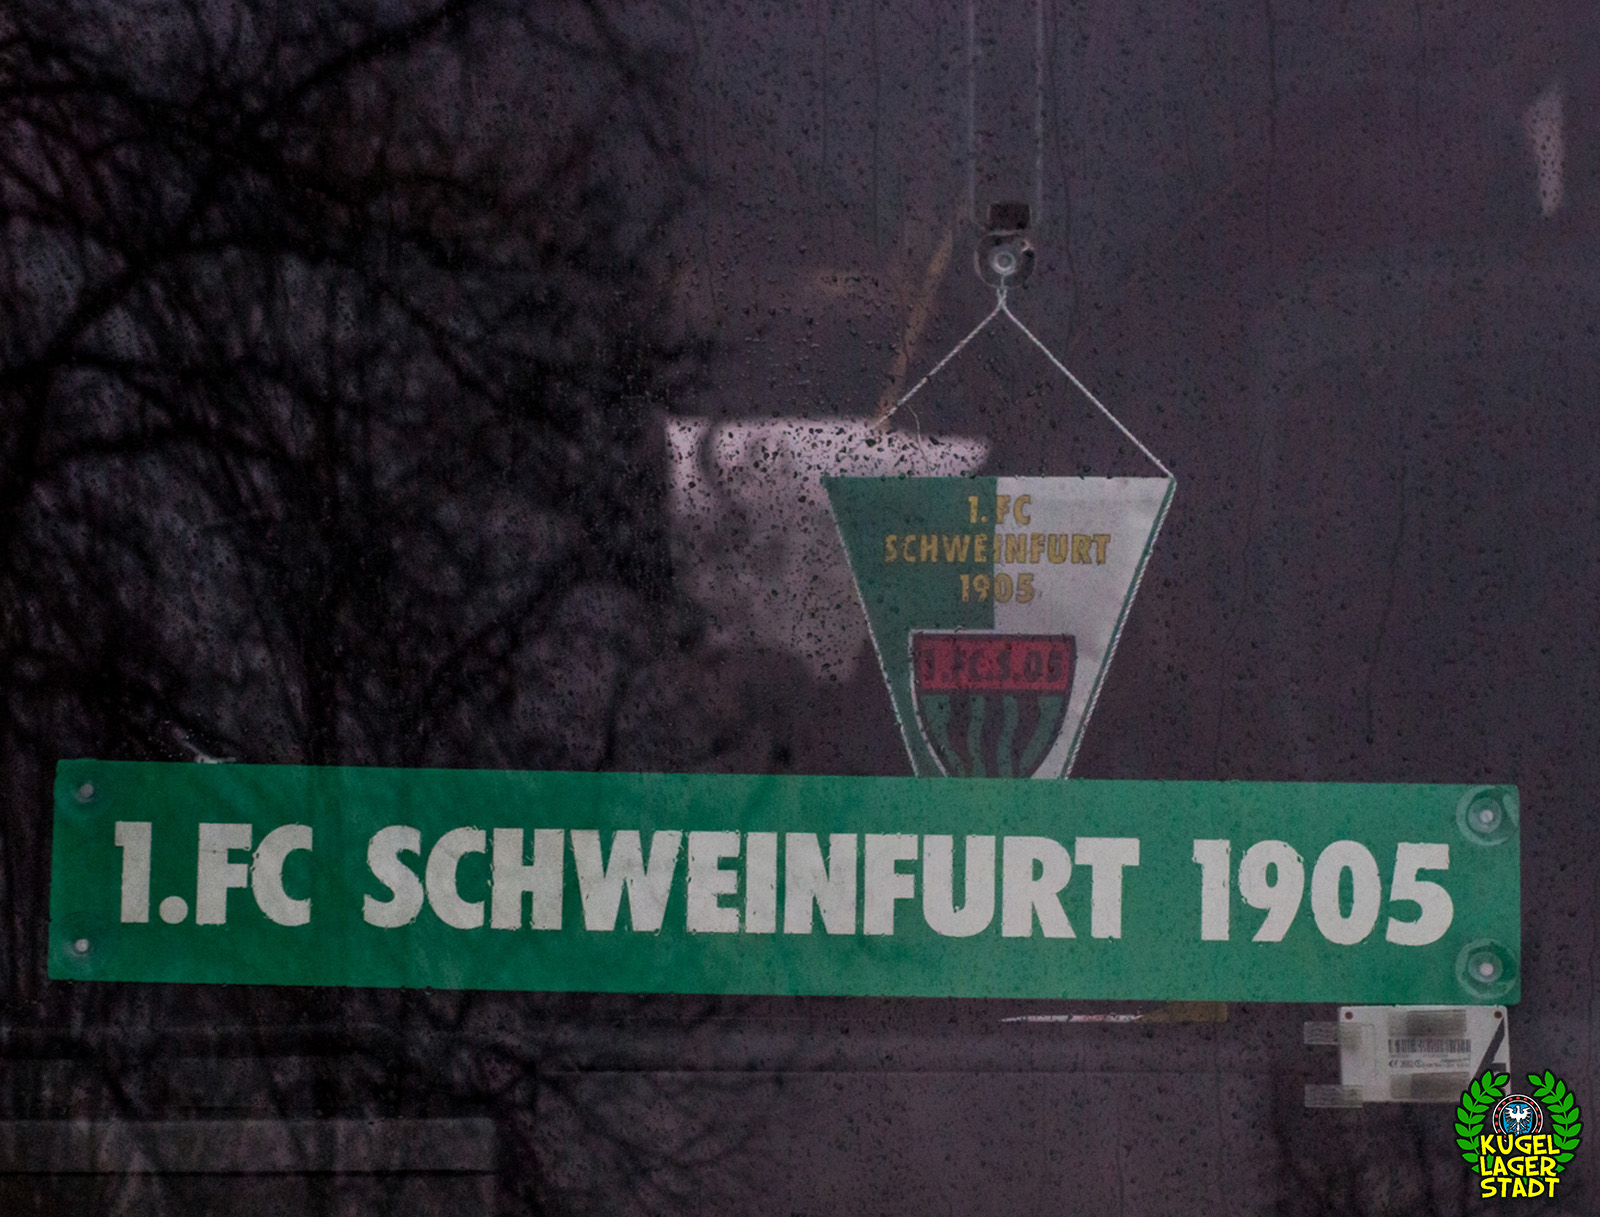 1. FC
SCHWEINFURT
1905
1.FC.S.05
1.FC SCHWEINFURT 1905
KUGEL
LAGER
STADT